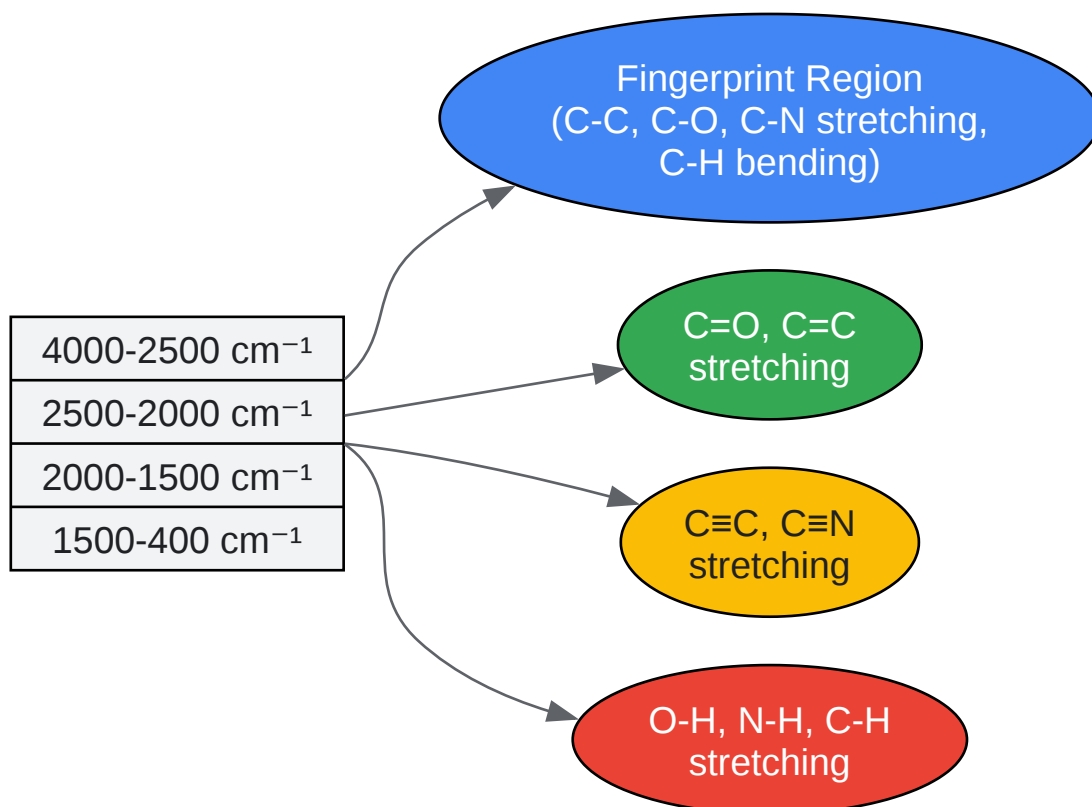 Fingerprint Region
(C-C, C-O, C-N stretching,
C-H bending)
4000-2500 cm⁻¹
2500-2000 cm⁻¹
2000-1500 cm⁻¹
1500-400 cm⁻¹
C=O, C=C
stretching
C≡C, C≡N
stretching
O-H, N-H, C-H
stretching